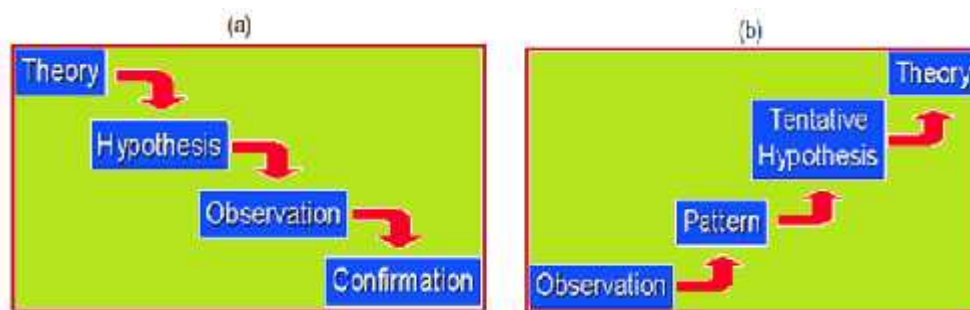 (a)
Theory
Hypothesis
Observation
Confirmation
(b)
Theory
Tentative
Hypothesis
Pattern
Observation